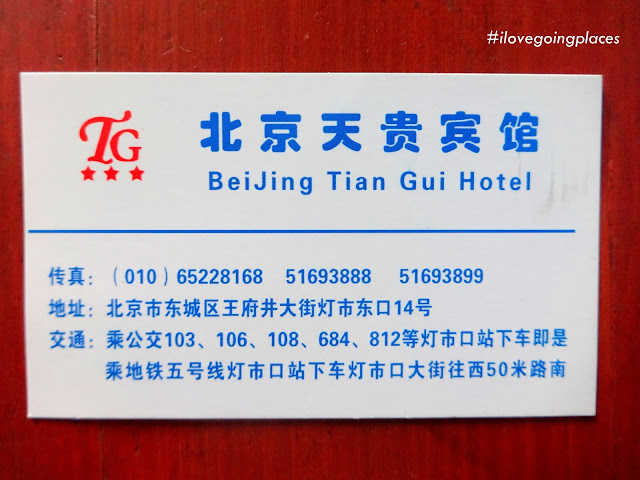 #ilovegoingplaces
TG
北京天贵宾馆
BeiJing Tian Gui Hotel
传真：（010）65228168 51693888 51693899
地址：北京市东城区王府井大街灯市东口14号
交通：乘公交103、106、108、684、812等灯市口站下车即是
乘地铁五号线灯市口站下车灯市口大街往西50米路南